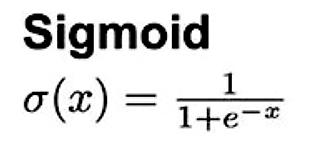 Sigmoid
σ(x) = 1/(1+e^{-x})